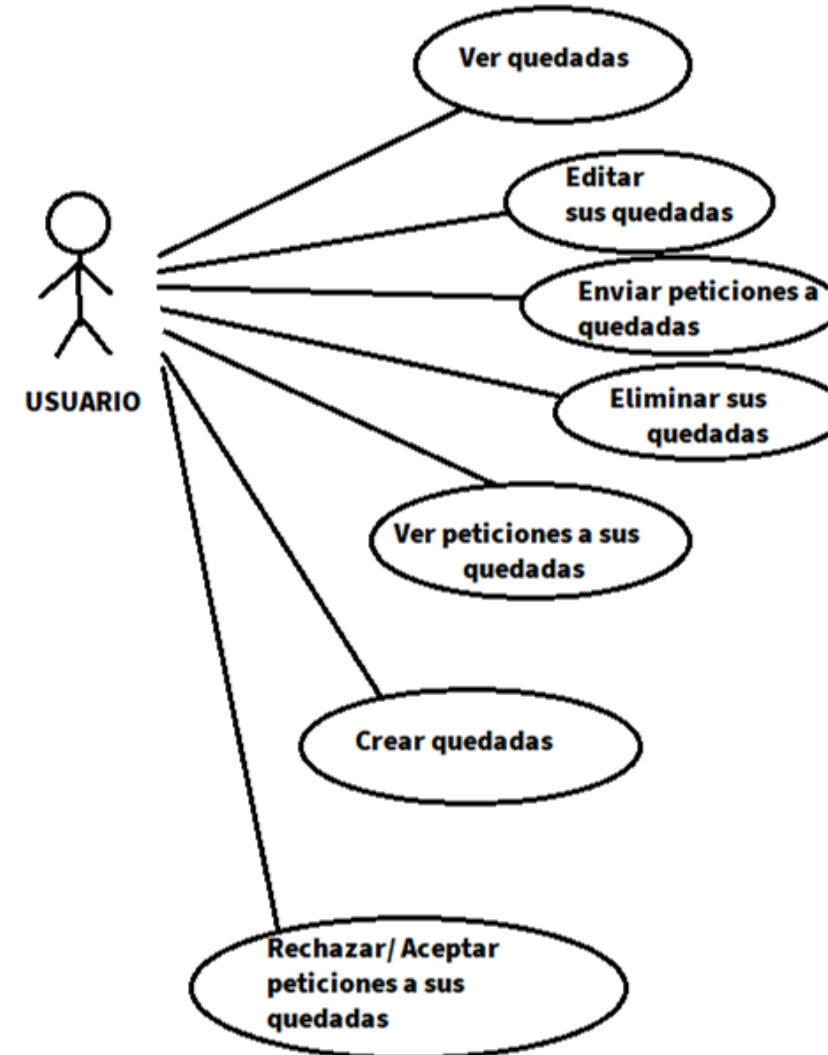 Ver quedadas
Editar
sus quedadas
Enviar peticiones a
quedadas
Eliminar sus
quedadas
USUARIO
Ver peticiones a sus
quedadas
Crear quedadas
Rechazar/ Aceptar
peticiones a sus
quedadas